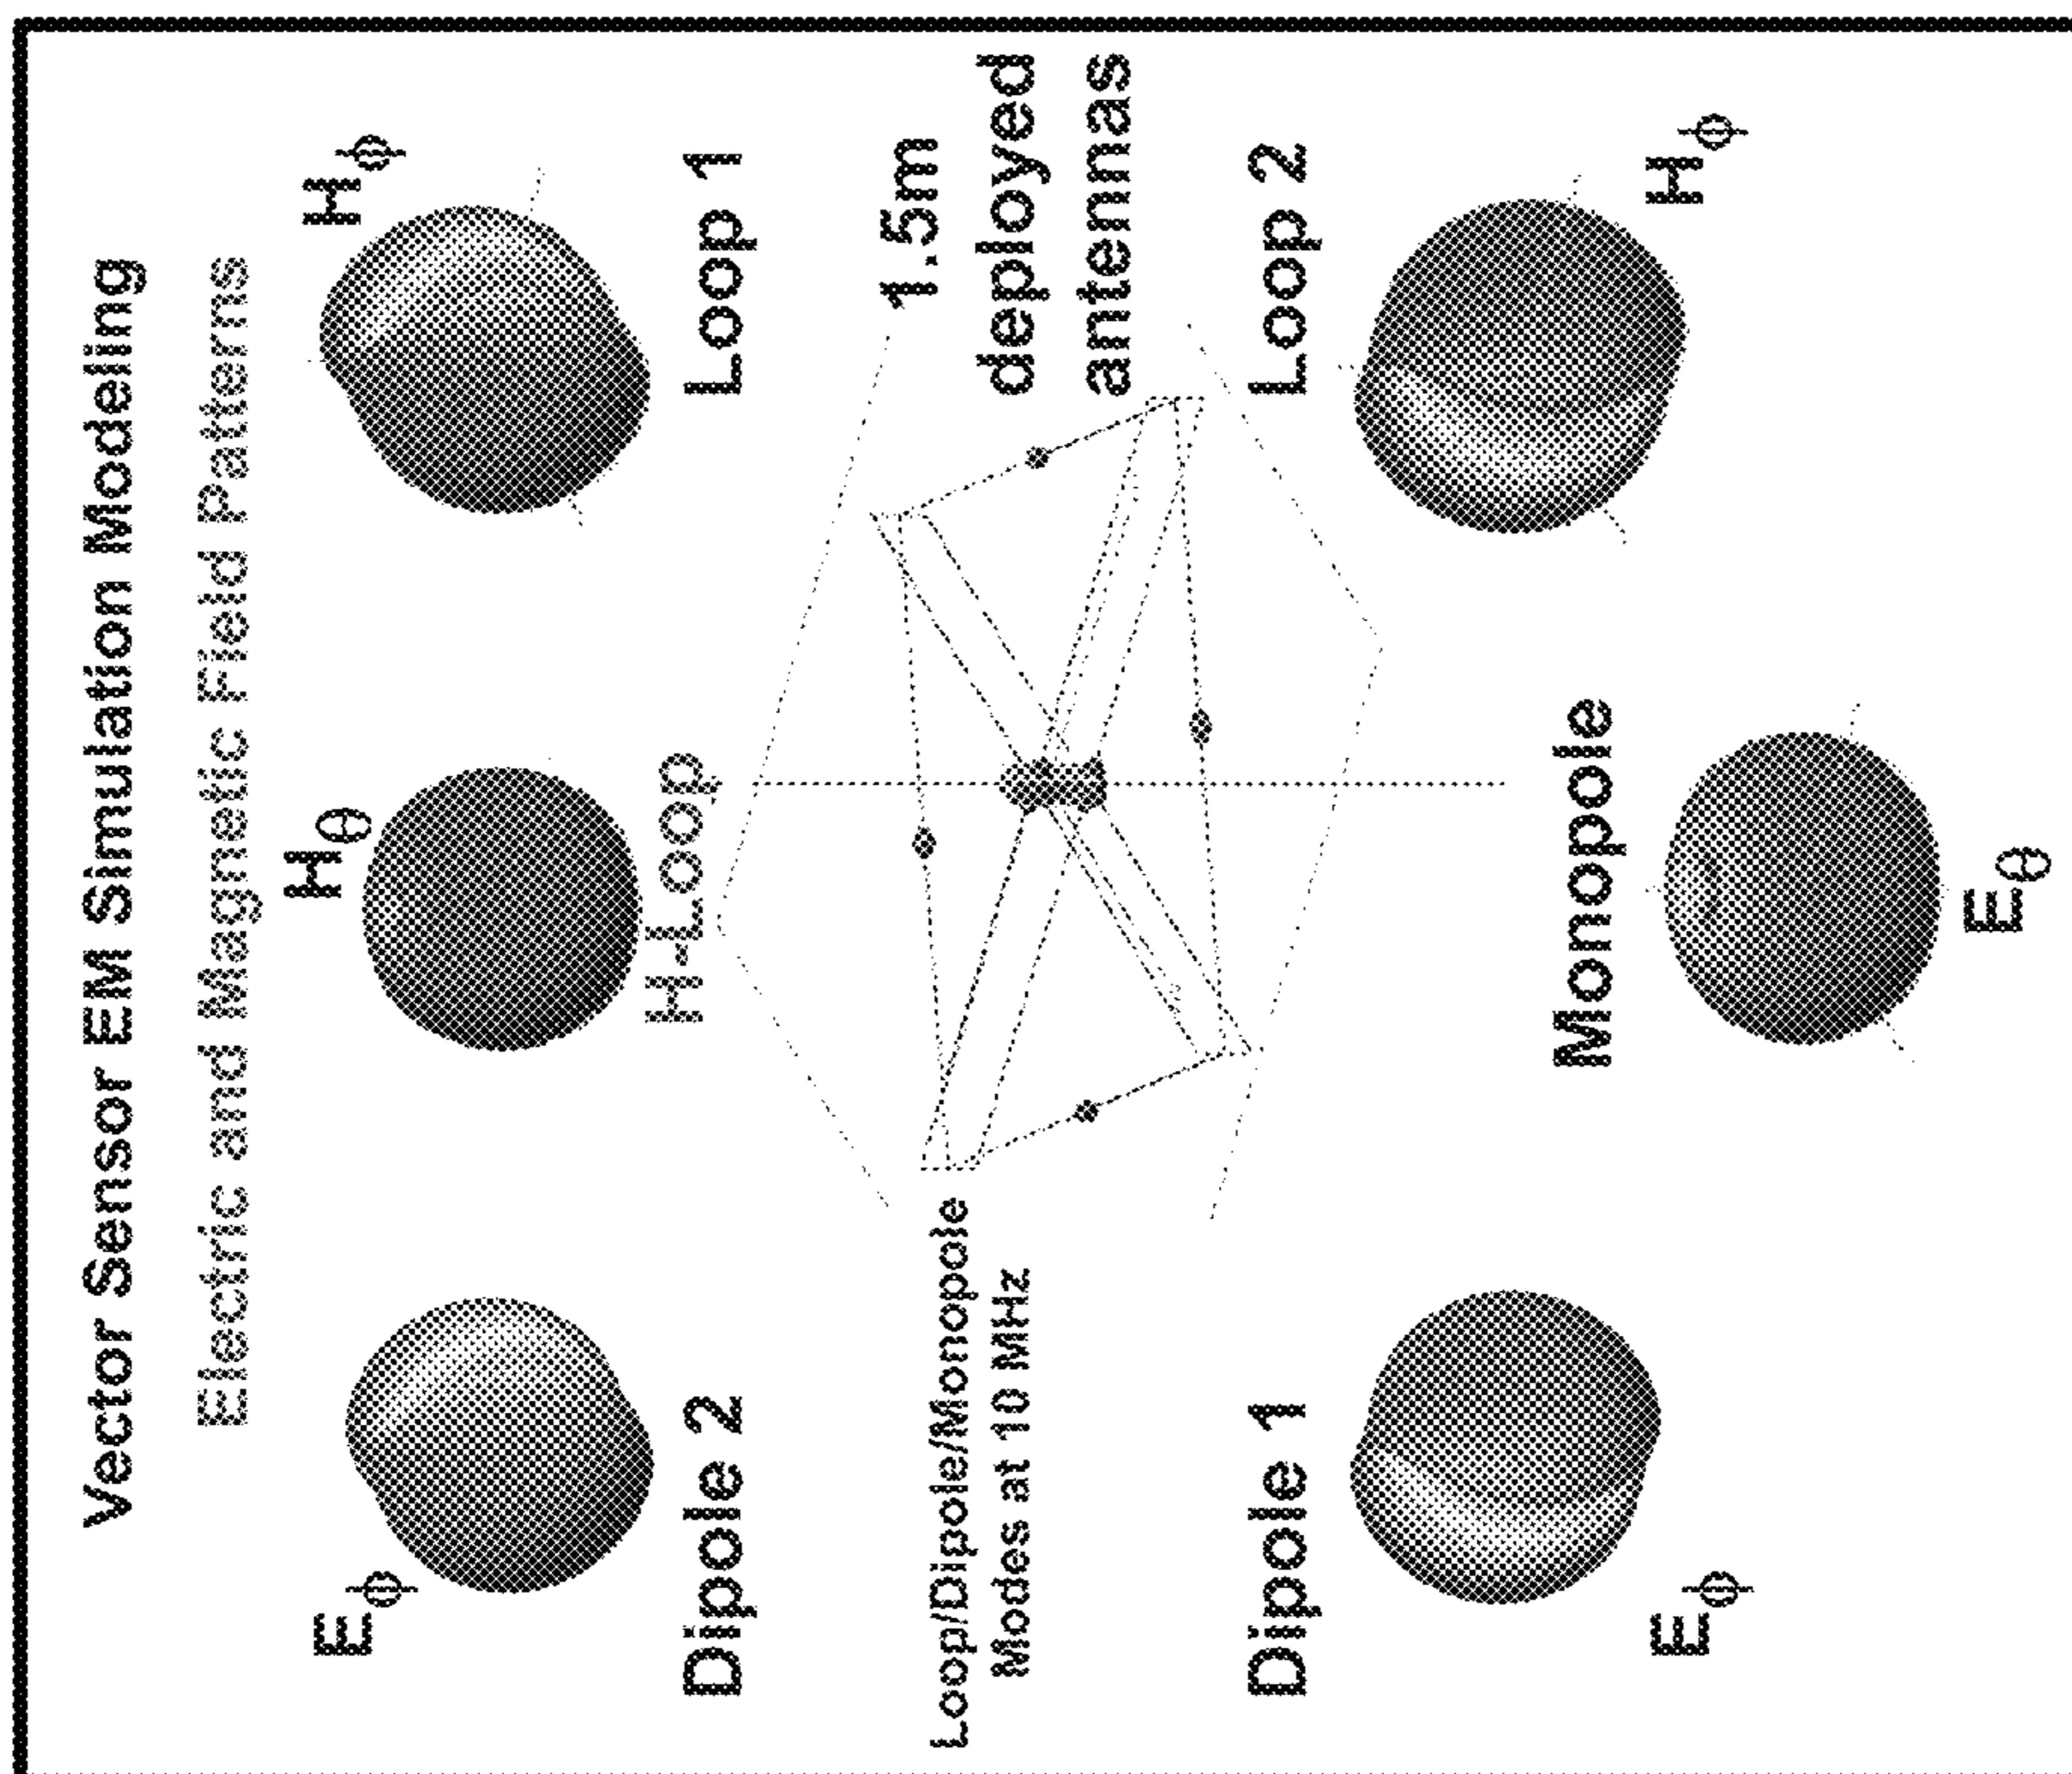 Vector Sensor EM Simulation Modeling
Electric and Magnetic Field Patterns
Eϕ
Hθ
Hϕ
Dipole 2
H-Loop
Loop 1
Loop/Dipole/Monopole
Modes at 10 MHz
1.5m
deployed
antennas
Dipole 1
Monopole
Loop 2
Eϕ
Eθ
Hϕ